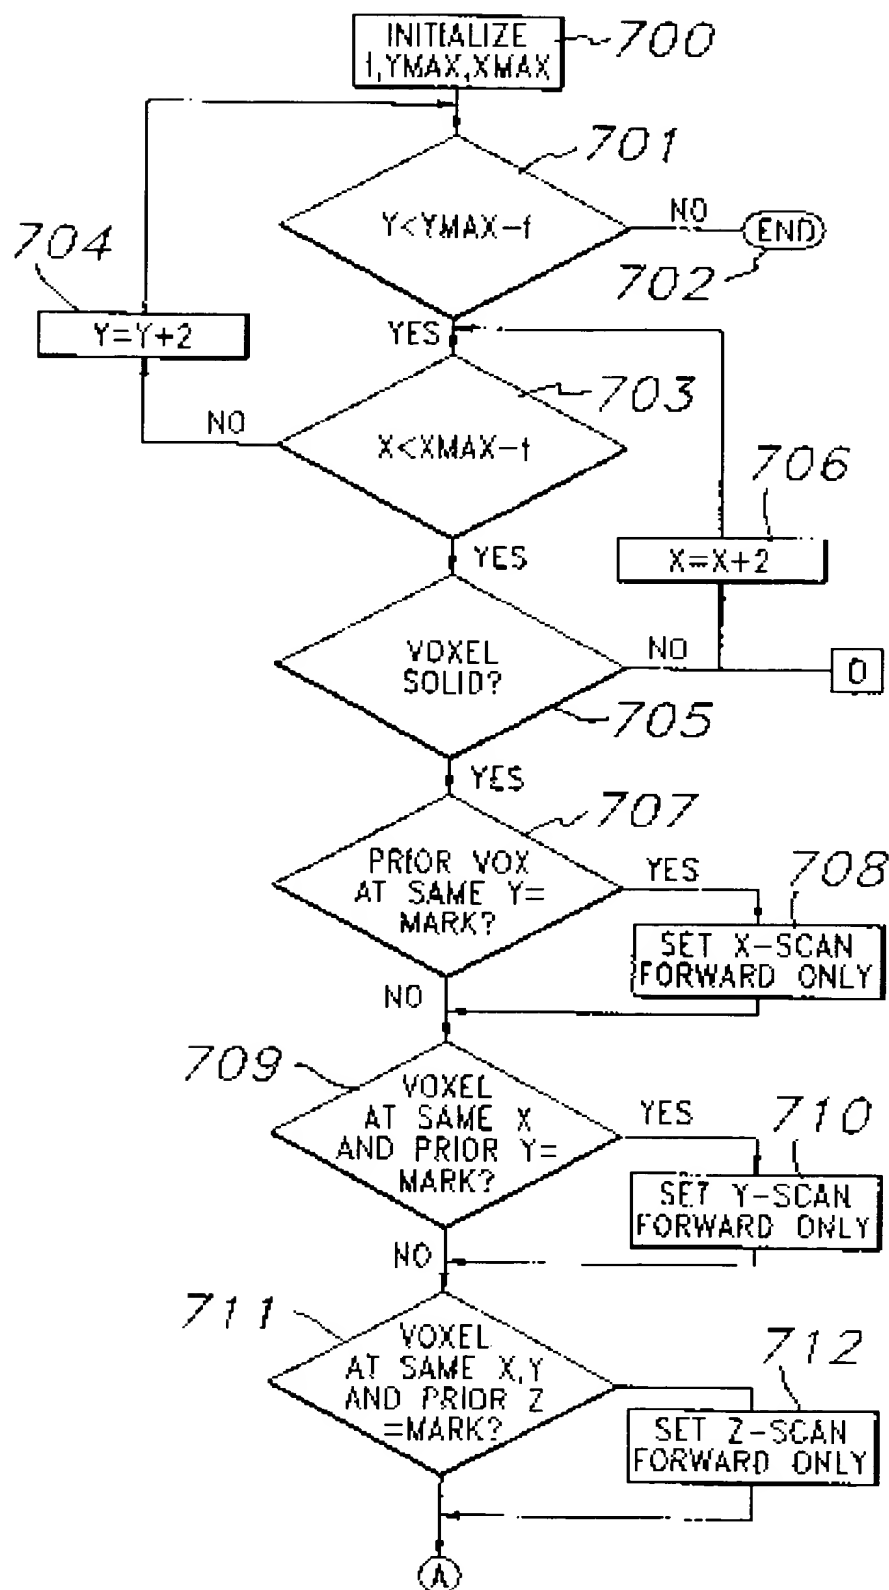 INITIALIZE
f,YMAX,XMAX
700
701
Y<YMAX-f
NO
END
702
704
Y=Y+2
YES
703
NO
X<XMAX-f
706
X=X+2
YES
VOXEL
SOLID?
NO
D
705
YES
707
PRIOR VOX
AT SAME Y=
MARK?
YES
708
SET X-SCAN
FORWARD ONLY
NO
709
VOXEL
AT SAME X
AND PRIOR Y=
MARK?
YES
710
SET Y-SCAN
FORWARD ONLY
NO
711
VOXEL
AT SAME X,Y
AND PRIOR Z
=MARK?
712
SET Z-SCAN
FORWARD ONLY
A